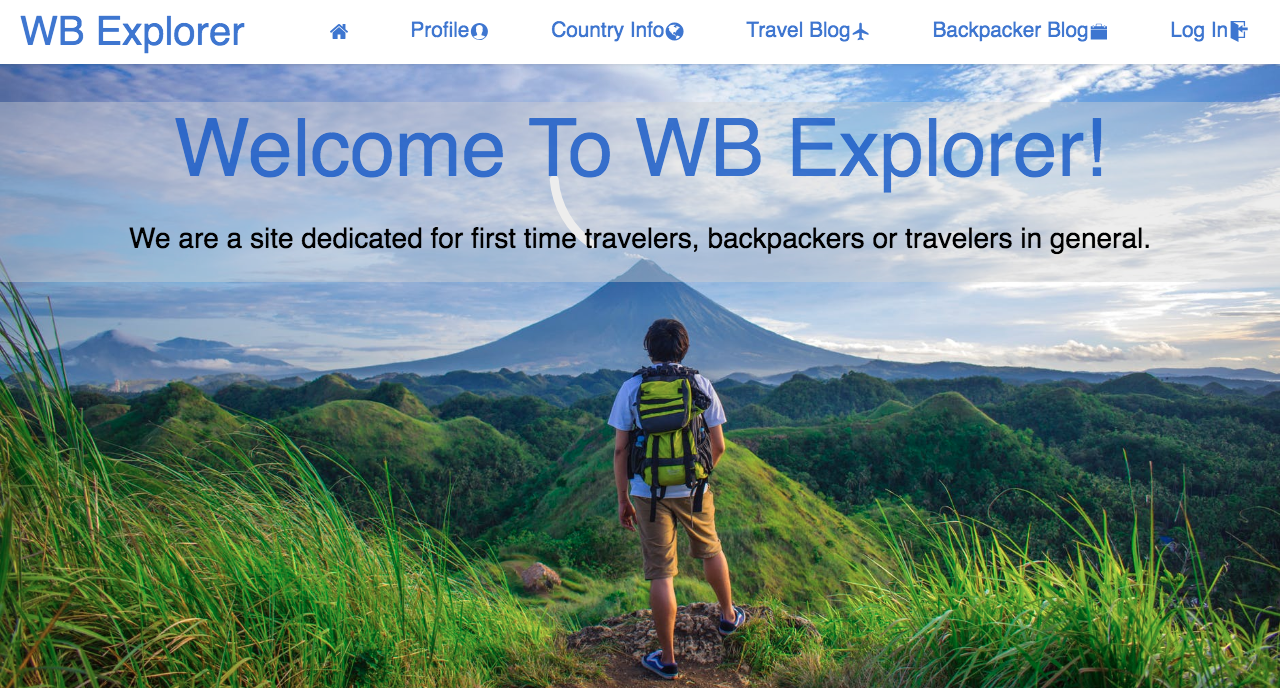 WB Explorer Profile Country Info Travel Blog Backpacker Blog Log In
Welcome To WB Explorer!
We are a site dedicated for first time travelers, backpackers or travelers in general.